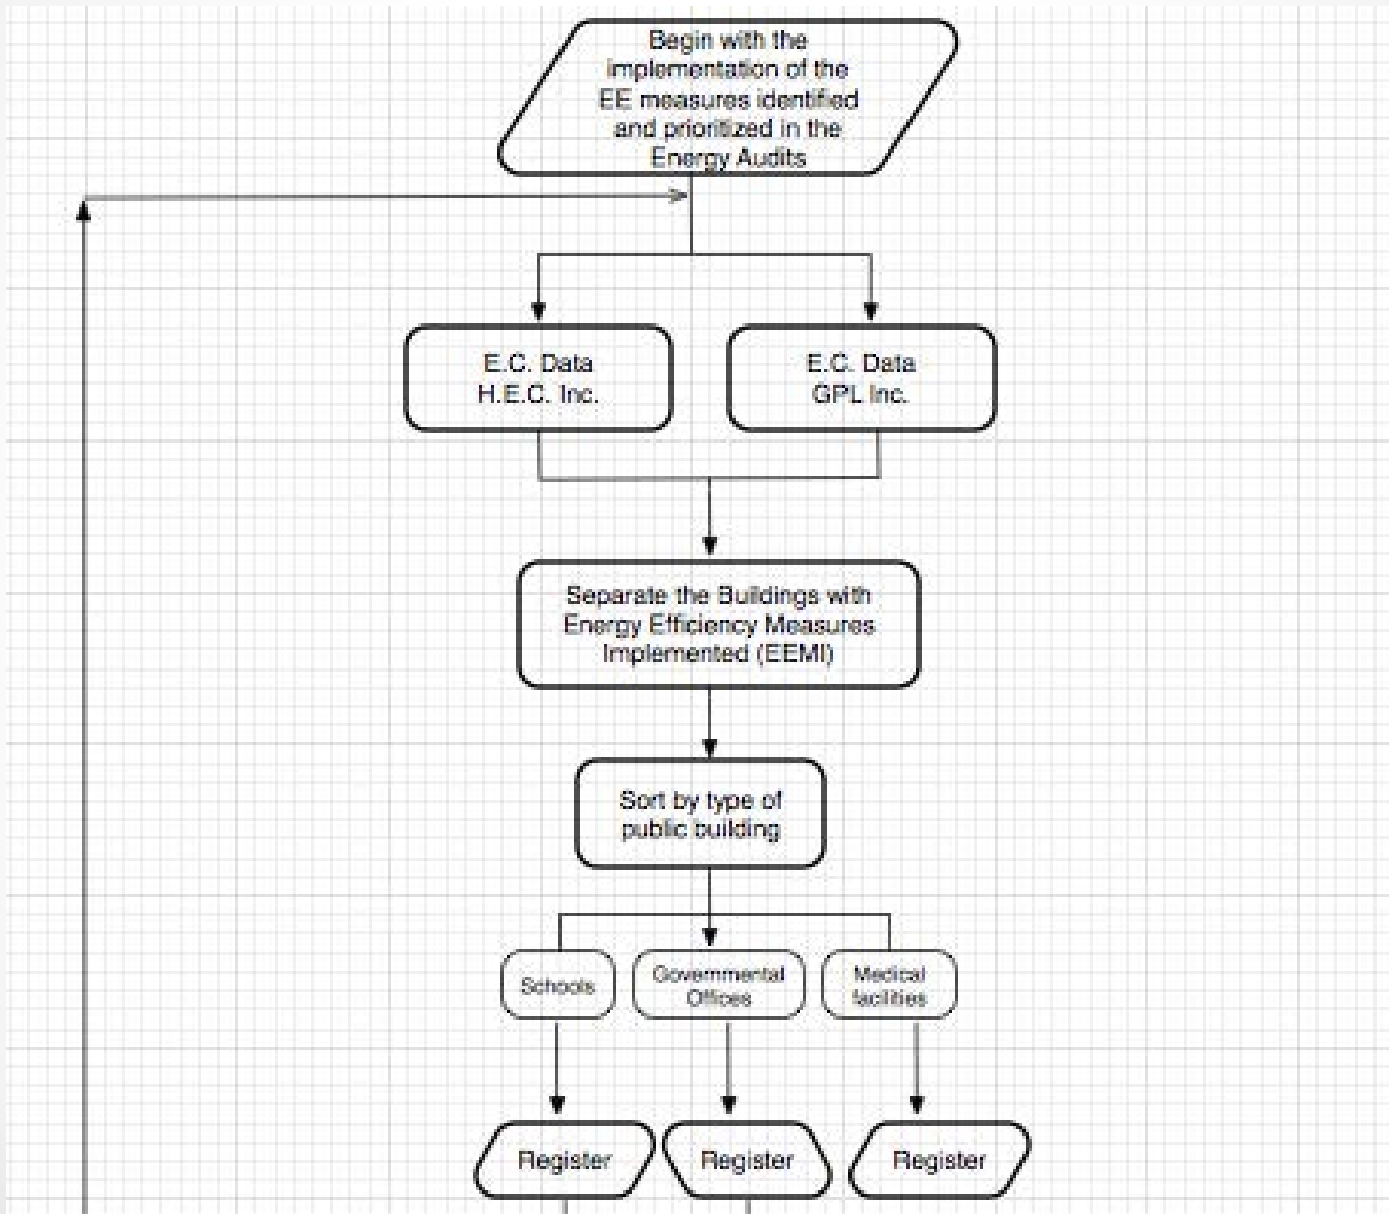 Begin with the
implementation of the
EE measures identified
and prioritized in the
Energy Audits
E.C. Data
H.E.C. Inc.
E.C. Data
GPL Inc.
Separate the Buildings with
Energy Efficiency Measures
Implemented (EEMI)
Sort by type of
public building
Schools
Governmental
Offices
Medical
facilities
Register
Register
Register